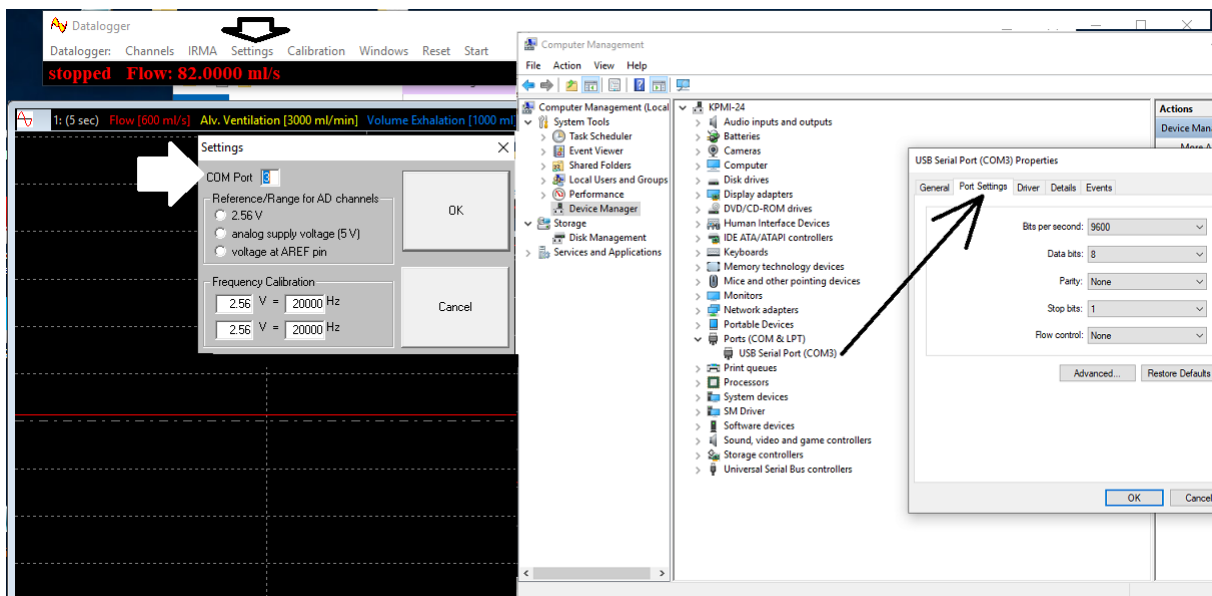 Datalogger
Datalogger: Channels IRMA Settings Calibration Windows Reset Start
stopped Flow: 82.0000 ml/s
1: (5 sec) Flow [600 ml/s] Alv. Ventilation [3000 ml/min] Volume Exhalation [1000 ml]
Settings
COM Port 3
Reference/Range for AD channels
2.56 V
analog supply voltage (5 V)
voltage at AREF pin
OK
Frequency Calibration
2.56 V = 20000 Hz
2.56 V = 20000 Hz
Cancel
Computer Management
File Action View Help
Computer Management (Local
System Tools
Task Scheduler
Event Viewer
Shared Folders
Local Users and Groups
Performance
Device Manager
Storage
Disk Management
Services and Applications
KPMI-24
Audio inputs and outputs
Batteries
Cameras
Computer
Disk drives
Display adapters
DVD/CD-ROM drives
Human Interface Devices
IDE ATA/ATAPI controllers
Keyboards
Memory technology devices
Mice and other pointing devices
Monitors
Network adapters
Portable Devices
Ports (COM & LPT)
USB Serial Port (COM3)
Print queues
Processors
System devices
SM Driver
Software devices
Sound, video and game controllers
Storage controllers
Universal Serial Bus controllers
Actions
Device Man
USB Serial Port (COM3) Properties
General Port Settings Driver Details Events
Bits per second: 9600
Data bits: 8
Parity: None
Stop bits: 1
Flow control: None
Advanced... Restore Defaults
OK Cancel